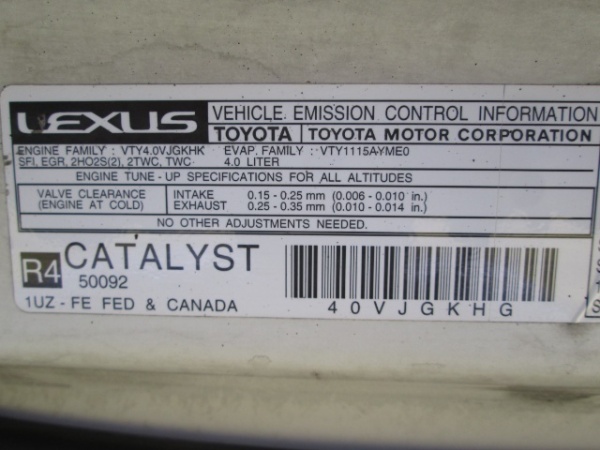 LEXUS VEHICLE EMISSION CONTROL INFORMATION
TOYOTA TOYOTA MOTOR CORPORATION
ENGINE FAMILY : VTY4.0VJGKHK EVAP. FAMILY : VTY1115AYME0
SFI, EGR, 2HO2S(2), 2TWC, TWC 4.0 LITER
ENGINE TUNE - UP SPECIFICATIONS FOR ALL ALTITUDES
VALVE CLEARANCE INTAKE 0.15 - 0.25 mm (0.006 - 0.010 in.)
(ENGINE AT COLD) EXHAUST 0.25 - 0.35 mm (0.010 - 0.014 in.)
NO OTHER ADJUSTMENTS NEEDED.
R4 CATALYST
50092
1UZ - FE FED & CANADA
40VJGKHG